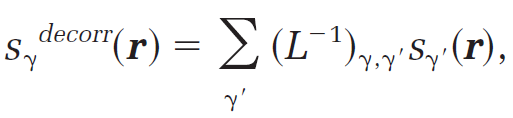 s_γ^decorr(r) = ∑_γ′ (L⁻¹)_γ,γ′ s_γ′(r),